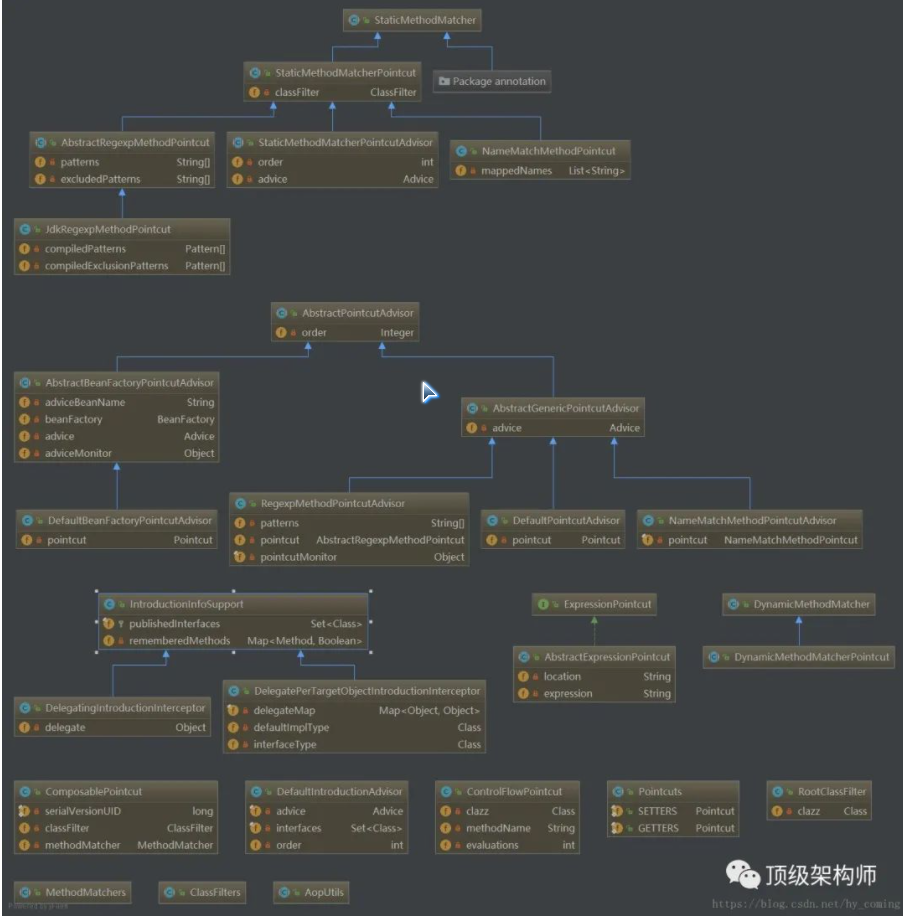 StaticMethodMatcher
StaticMethodMatcherPointcut
classFilter ClassFilter
Package annotation
AbstractRegexpMethodPointcut
patterns String[]
excludedPatterns String[]
StaticMethodMatcherPointcutAdvisor
order int
advice Advice
NameMatchMethodPointcut
mappedNames List<String>
JdkRegexpMethodPointcut
compiledPatterns Pattern[]
compiledExclusionPatterns Pattern[]
AbstractPointcutAdvisor
order Integer
AbstractBeanFactoryPointcutAdvisor
adviceBeanName String
beanFactory BeanFactory
advice Advice
adviceMonitor Object
AbstractGenericPointcutAdvisor
advice Advice
DefaultBeanFactoryPointcutAdvisor
pointcut Pointcut
RegexpMethodPointcutAdvisor
patterns String[]
pointcut AbstractRegexpMethodPointcut
pointcutMonitor Object
DefaultPointcutAdvisor
pointcut Pointcut
NameMatchMethodPointcutAdvisor
pointcut NameMatchMethodPointcut
IntroductionInfoSupport
publishedInterfaces Set<Class>
rememberedMethods Map<Method, Boolean>
ExpressionPointcut
DynamicMethodMatcher
AbstractExpressionPointcut
location String
expression String
DynamicMethodMatcherPointcut
DelegatingIntroductionInterceptor
delegate Object
DelegatePerTargetObjectIntroductionInterceptor
delegateMap Map<Object, Object>
defaultImplType Class
interfaceType Class
ComposablePointcut
serialVersionUID long
classFilter ClassFilter
methodMatcher MethodMatcher
DefaultIntroductionAdvisor
advice Advice
interfaces Set<Class>
order int
ControlFlowPointcut
clazz Class
methodName String
evaluations int
Pointcuts
SETTERS Pointcut
GETTERS Pointcut
RootClassFilter
clazz Class
MethodMatchers
ClassFilters
AopUtils
顶级架构师
https://blog.csdn.net/hy_coming